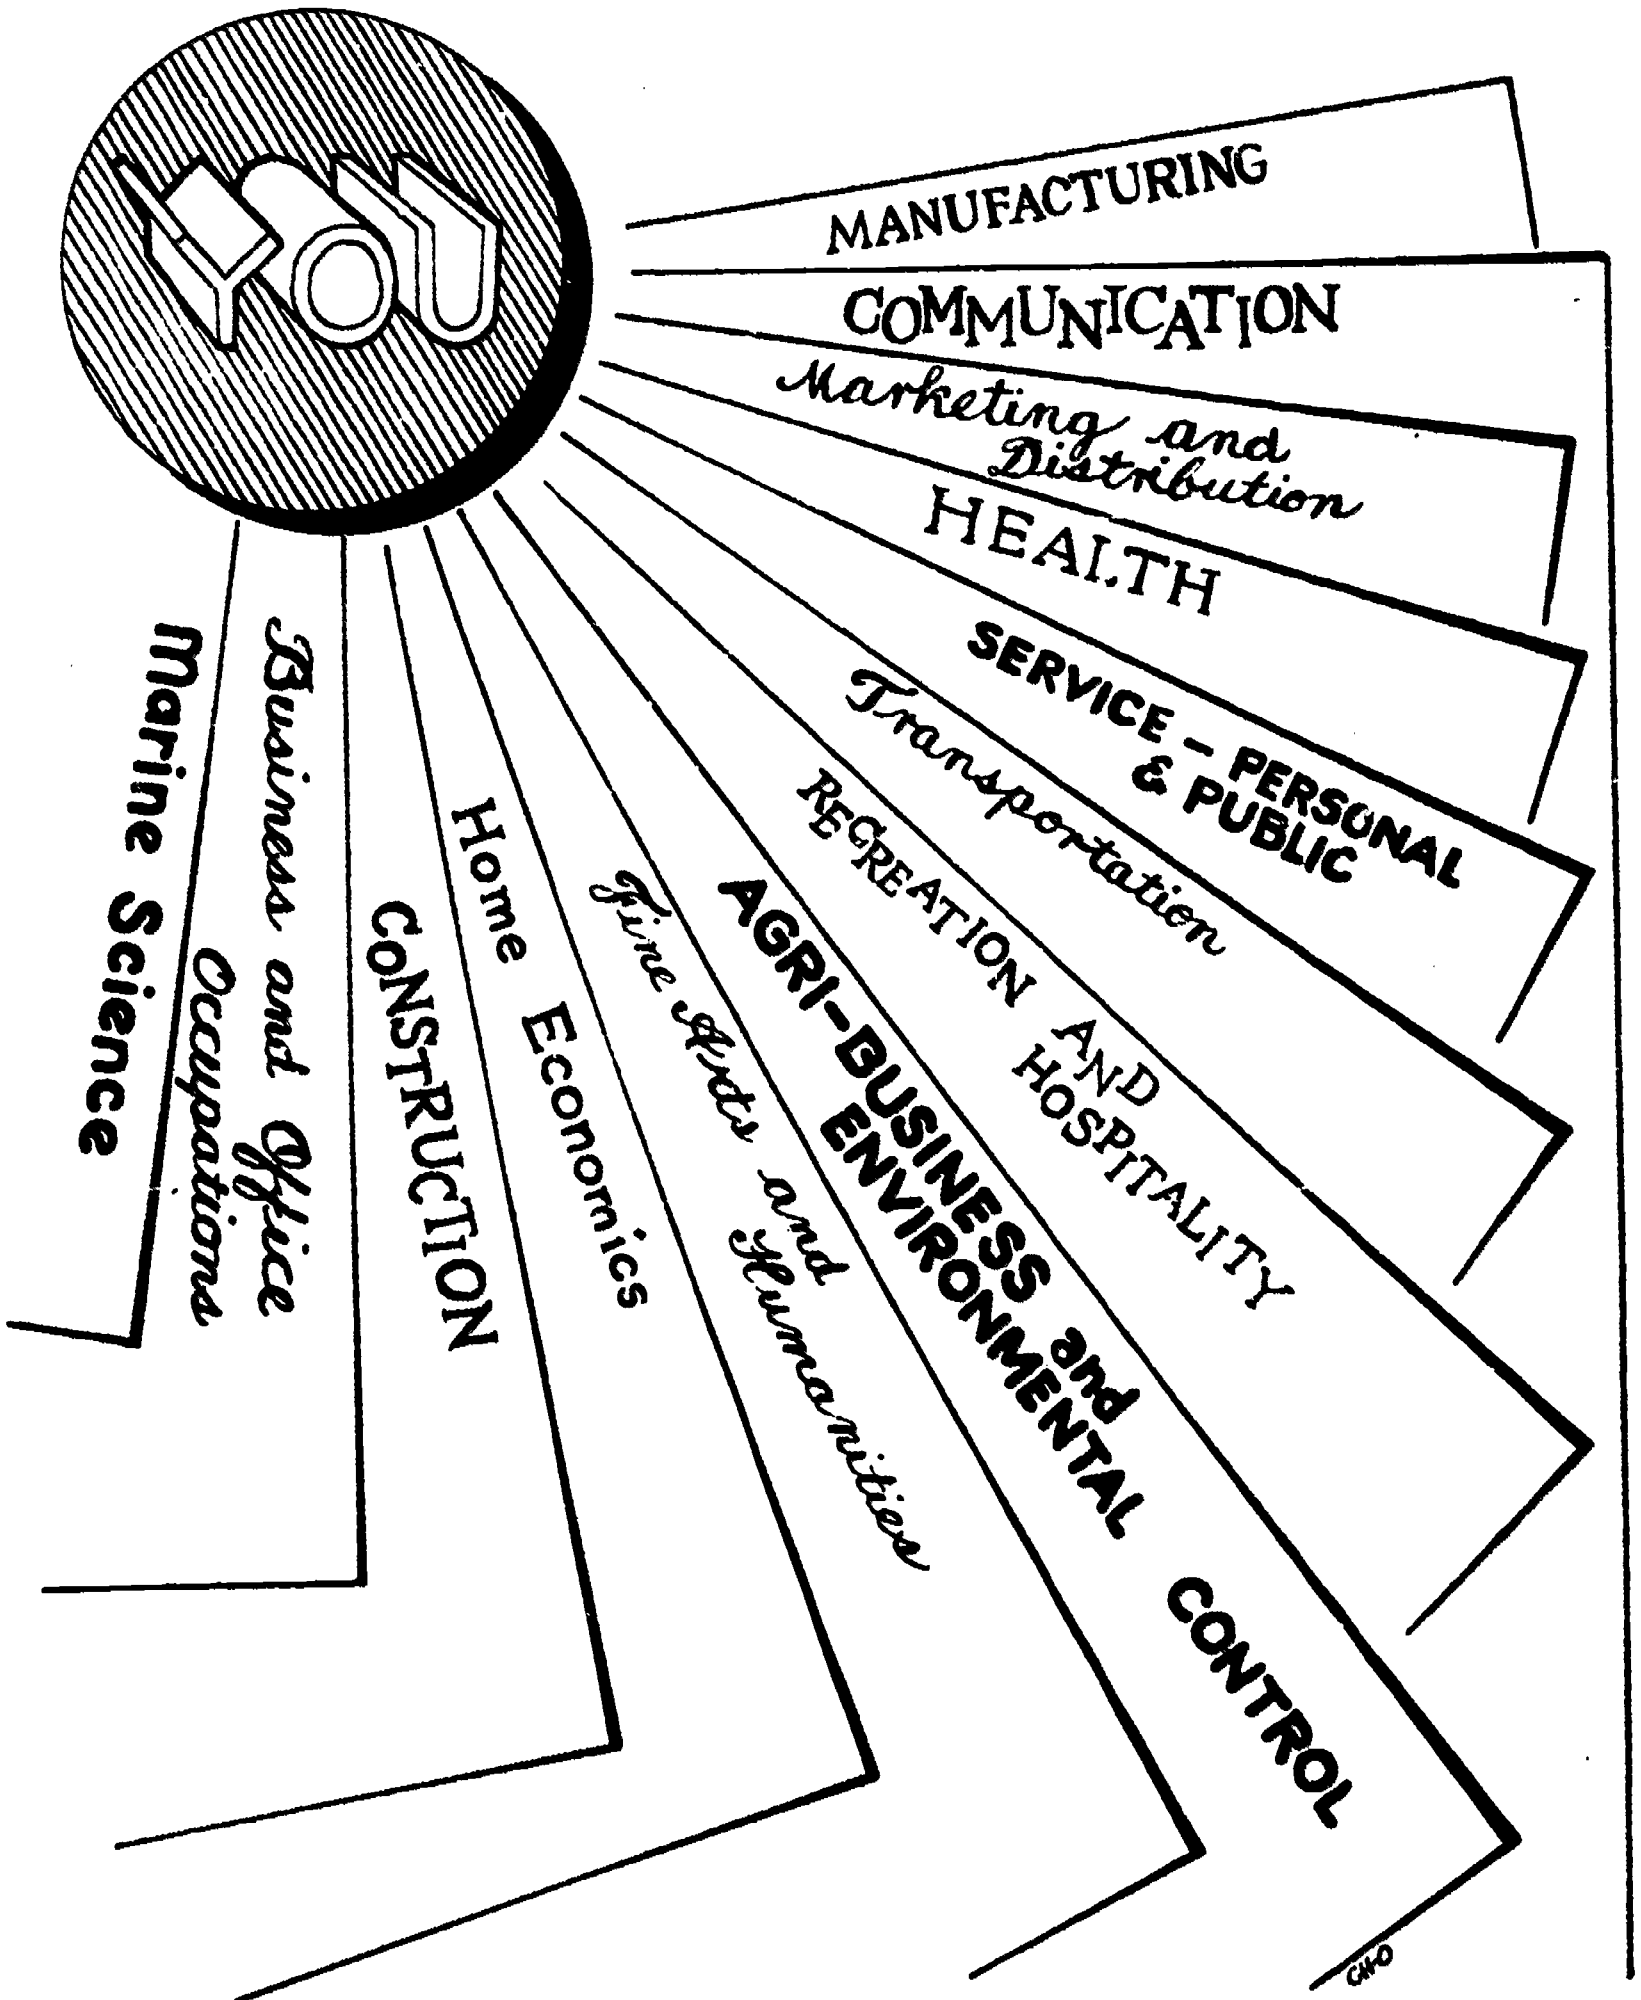 YOU
MANUFACTURING
COMMUNICATION
Marketing and
Distribution
HEALTH
SERVICE - PERSONAL
& PUBLIC
Transportation
RECREATION AND
HOSPITALITY
AGRI-BUSINESS and
ENVIRONMENTAL CONTROL
Fine Arts and
Humanities
Home Economics
CONSTRUCTION
Business and Office
Occupations
Marine Science